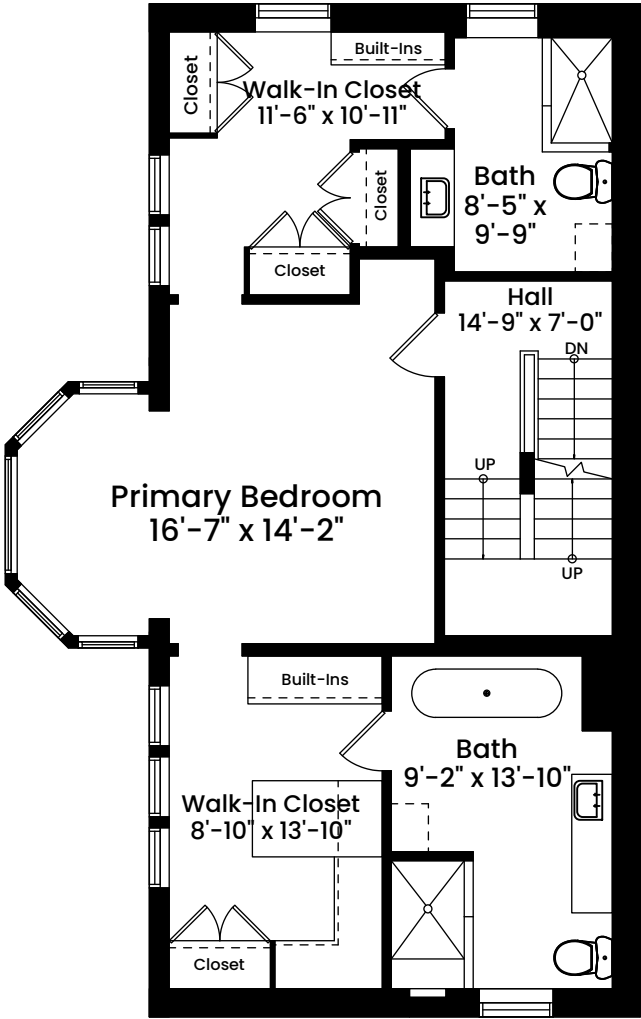 Built-Ins
Closet
Walk-In Closet
11'-6" x 10'-11"
Closet
Bath
8'-5" x
9'-9"
Closet
Hall
14'-9" x 7'-0"
DN
UP
Primary Bedroom
16'-7" x 14'-2"
UP
Built-Ins
Bath
9'-2" x 13'-10"
Walk-In Closet
8'-10" x 13'-10"
Closet